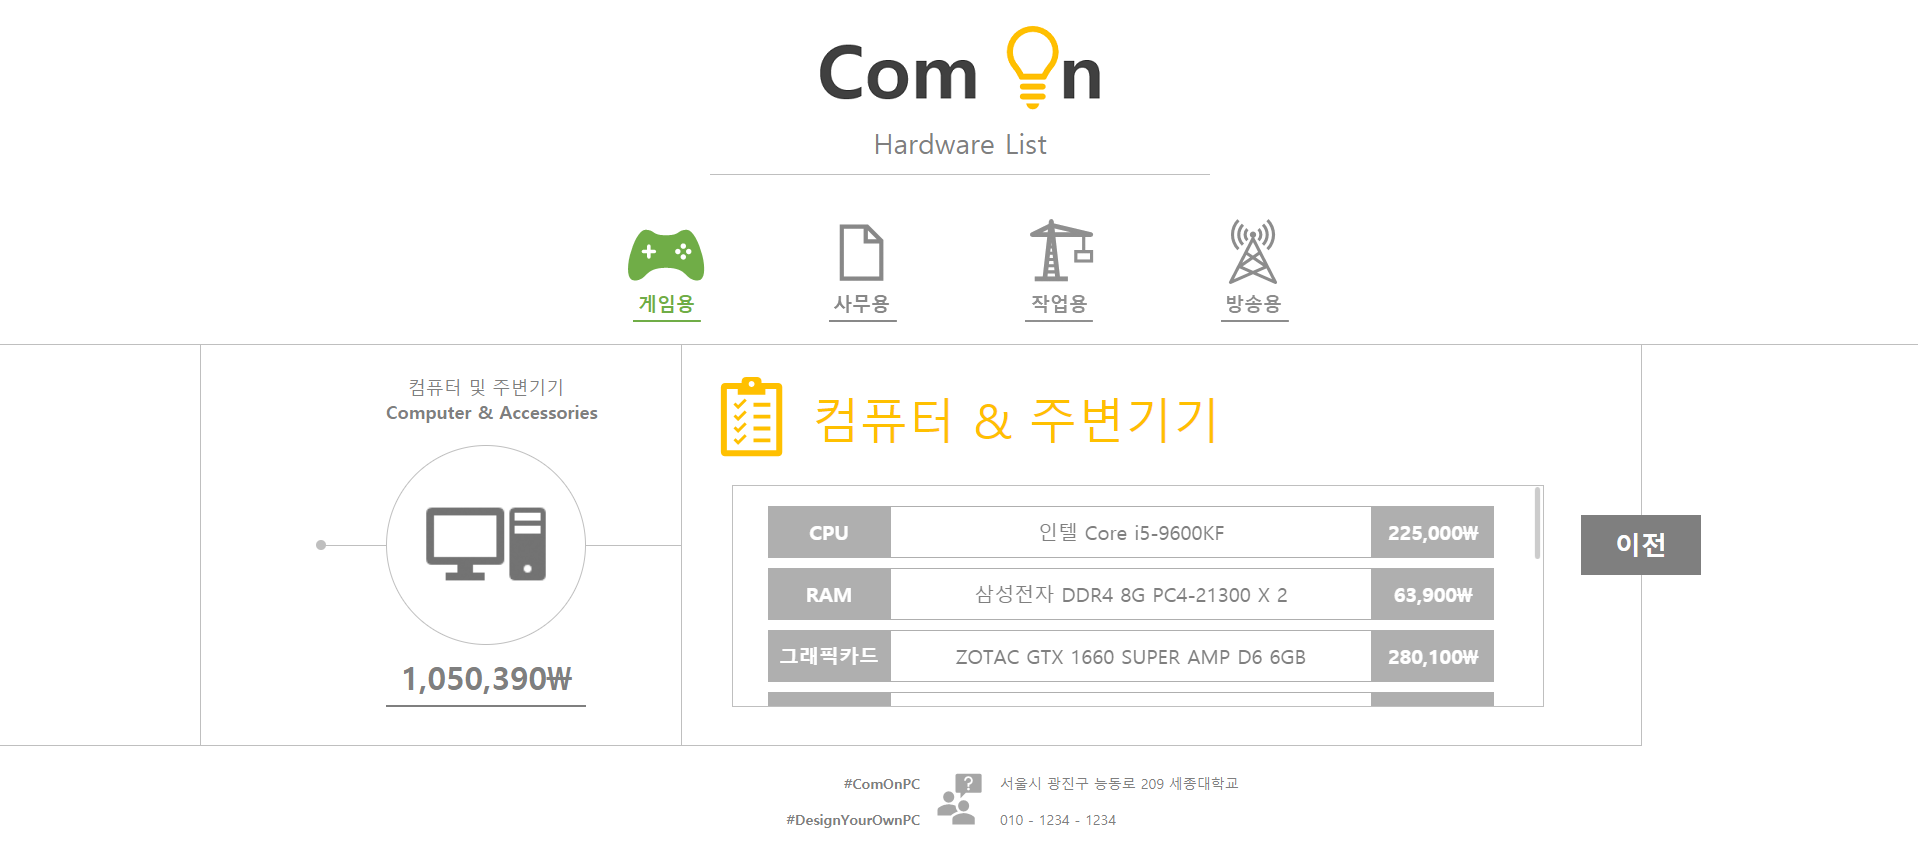 Com On
Hardware List
게임용 사무용 작업용 방송용
컴퓨터 및 주변기기
Computer & Accessories
1,050,390₩
컴퓨터 & 주변기기
CPU 인텔 Core i5-9600KF 225,000₩
RAM 삼성전자 DDR4 8G PC4-21300 X 2 63,900₩
그래픽카드 ZOTAC GTX 1660 SUPER AMP D6 6GB 280,100₩
이전
#ComOnPC ? 서울시 광진구 능동로 209 세종대학교
#DesignYourOwnPC 010 - 1234 - 1234